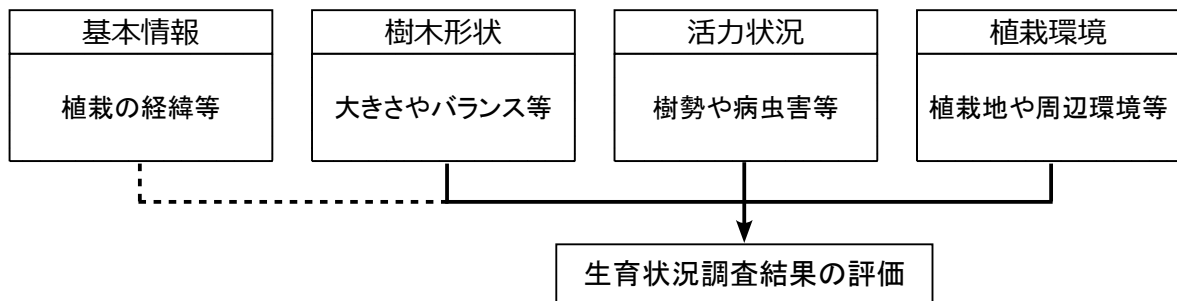 基本情報
植栽の経緯等
樹木形状
大きさやバランス等
活力状況
樹勢や病虫害等
植栽環境
植栽地や周辺環境等
生育状況調査結果の評価